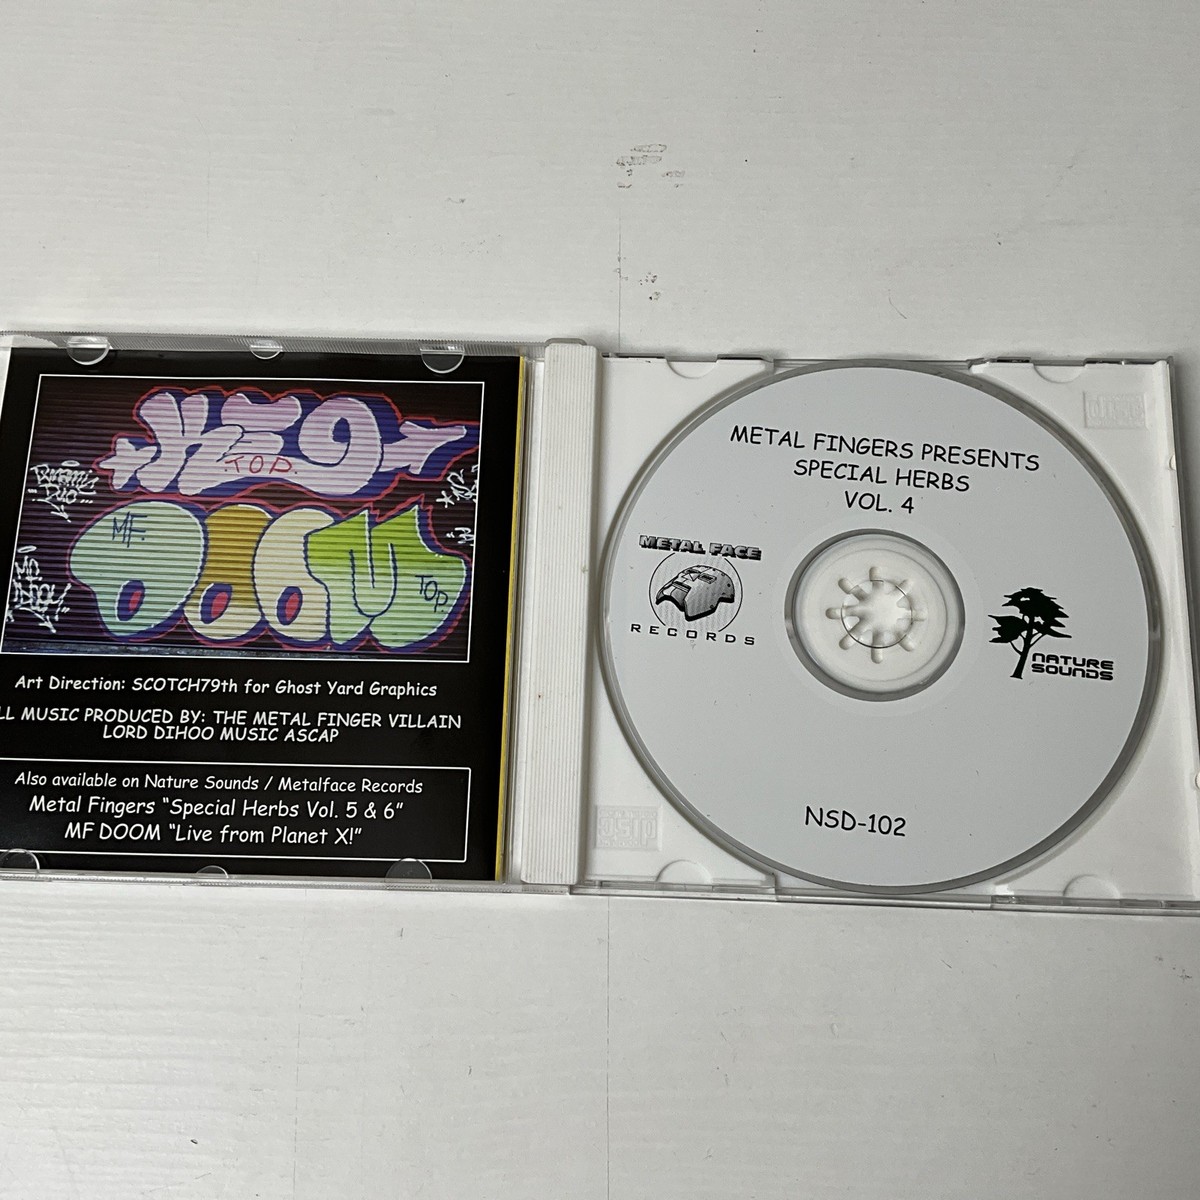 TOP.
MF.
DOOM
TOP.
Art Direction: SCOTCH79th for Ghost Yard Graphics
LL MUSIC PRODUCED BY: THE METAL FINGER VILLAIN
LORD DIHOO MUSIC ASCAP
Also available on Nature Sounds / Metalface Records
Metal Fingers “Special Herbs Vol. 5 & 6”
MF DOOM “Live from Planet X!”
METAL FINGERS PRESENTS
SPECIAL HERBS
VOL. 4
METAL FACE
RECORDS
NATURE
SOUNDS
NSD-102